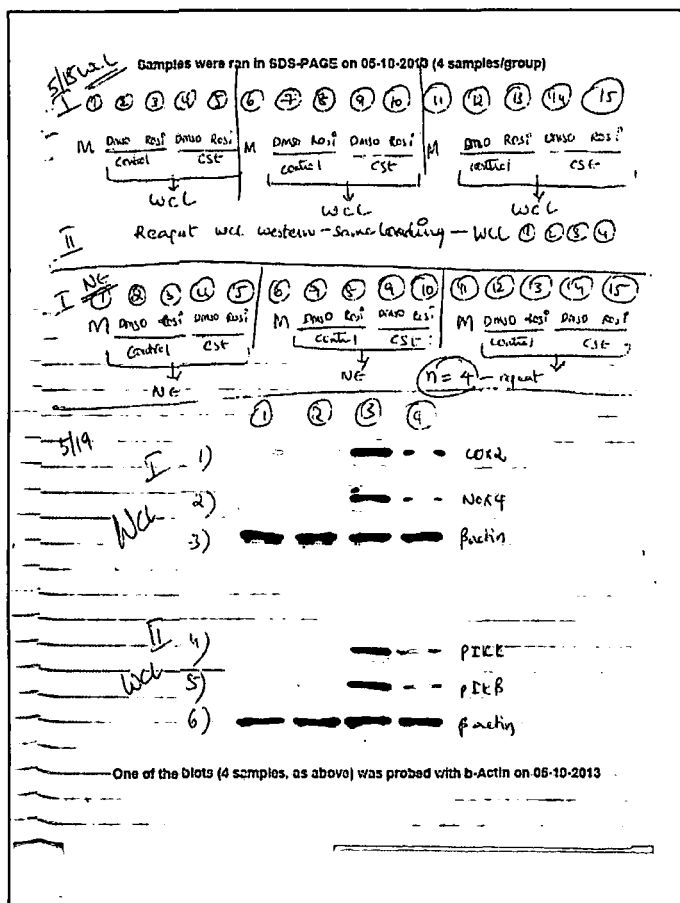 5/15 WCL
Samples were ran in SDS-PAGE on 05-10-2013 (4 samples/group)
I ① ② ③ ④ ⑤ ⑥ ⑦ ⑧ ⑨ ⑩ ⑪ ⑫ ⑬ ⑭ ⑮
M DMSO Rosi DMSO Rosi M DMSO Rosi DMSO Rosi M DMSO Rosi DMSO Rosi
Control CSE Control CSE Control CSE
WCL WCL WCL
II Repeat WCL Western - Same loading - WCL ① ② ③ ④
I NE ① ② ③ ④ ⑤ ⑥ ⑦ ⑧ ⑨ ⑩ ⑪ ⑫ ⑬ ⑭ ⑮
M DMSO Rosi DMSO Rosi M DMSO Rosi DMSO Rosi M DMSO Rosi DMSO Rosi
Control CSE Control CSE Control CSE
NE NE n = 4 - repeat
① ② ③ ④
5/19
I 1) COX2
2) NOX4
WCL
3) β actin
II 4) pIKK
WCL 5) pIKB
6) β actin
One of the blots (4 samples, as above) was probed with b-Actin on 05-10-2013